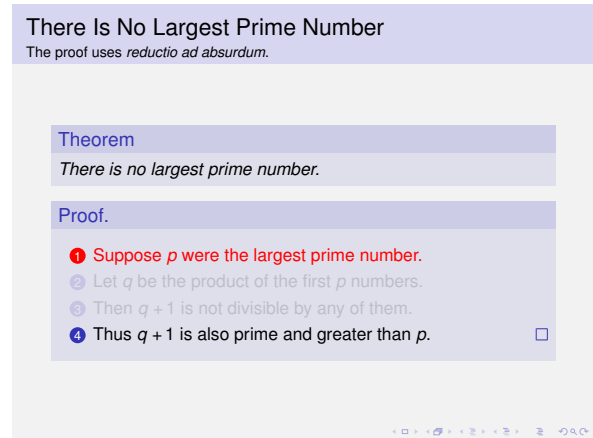 There Is No Largest Prime Number
The proof uses reductio ad absurdum.
Theorem
There is no largest prime number.
Proof.
1 Suppose p were the largest prime number.
2 Let q be the product of the first p numbers.
3 Then q + 1 is not divisible by any of them.
4 Thus q + 1 is also prime and greater than p.